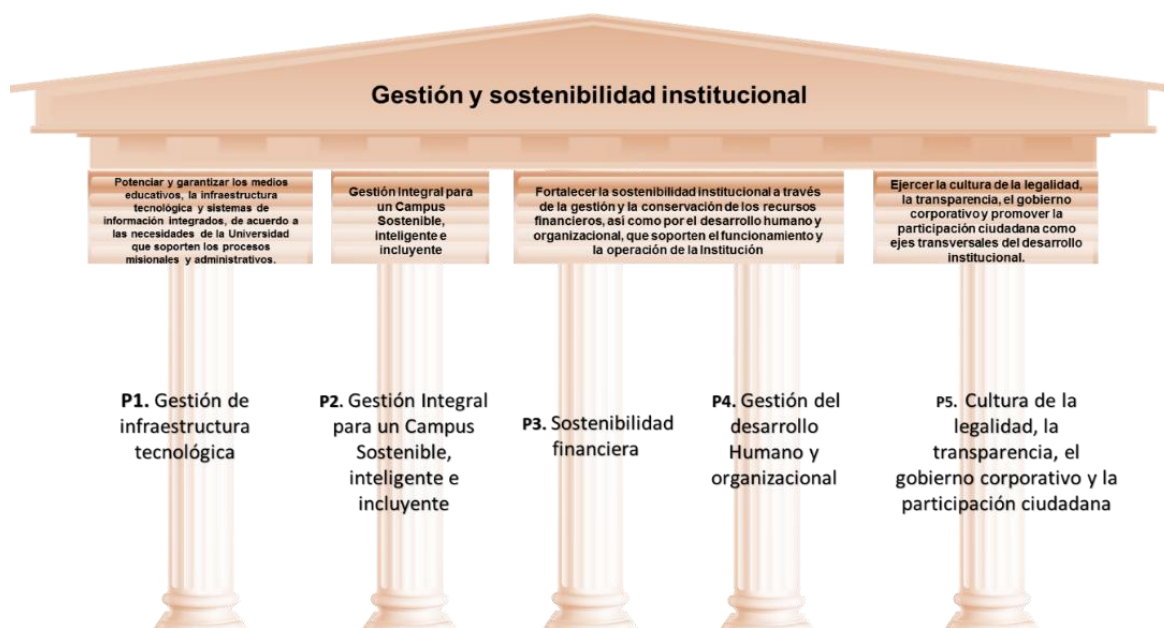 Gestión y sostenibilidad institucional
Potenciar y garantizar los medios
educativos, la infraestructura
tecnológica y sistemas de
información integrados, de acuerdo a
las necesidades de la Universidad
que soporten los procesos
misionales y administrativos.
Gestión Integral para
un Campus
Sostenible,
inteligente e
incluyente
Fortalecer la sostenibilidad institucional a través
de la gestión y la conservación de los recursos
financieros, así como por el desarrollo humano y
organizacional, que soporten el funcionamiento y
la operación de la Institución
Ejercer la cultura de la legalidad,
la transparencia, el gobierno
corporativo y promover la
participación ciudadana como
ejes transversales del desarrollo
institucional.
P1. Gestión de
infraestructura
tecnológica
P2. Gestión Integral
para un Campus
Sostenible,
inteligente e
incluyente
P3. Sostenibilidad
financiera
P4. Gestión del
desarrollo
Humano y
organizacional
P5. Cultura de la
legalidad, la
transparencia, el
gobierno corporativo y la
participación ciudadana